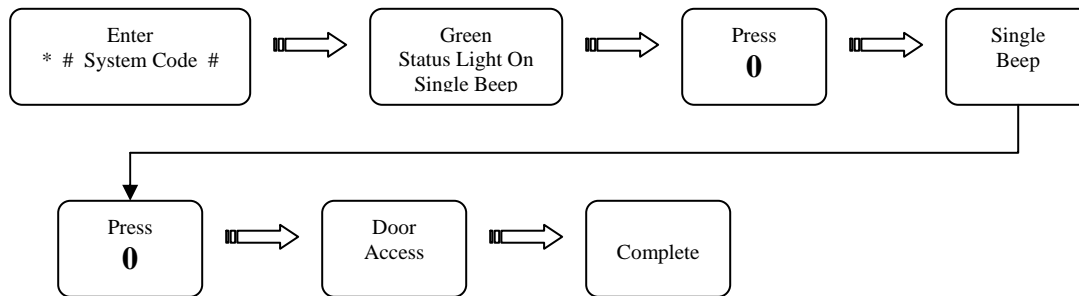 Enter
* # System Code #
Green
Status Light On
Single Beep
Press
0
Single
Beep
Press
0
Door
Access
Complete